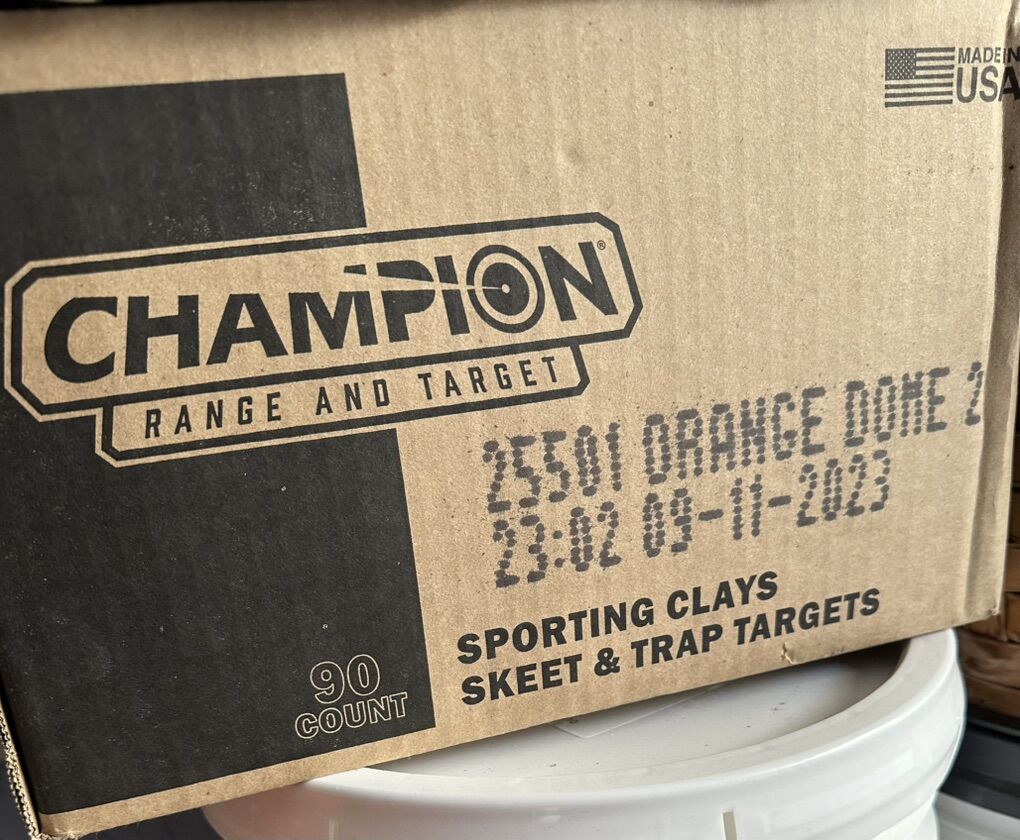 MADE IN
USA
CHAMPION®
RANGE AND TARGET
25501 ORANGE DOME 2
23:02 09-11-2023
SPORTING CLAYS
SKEET & TRAP TARGETS
90
COUNT